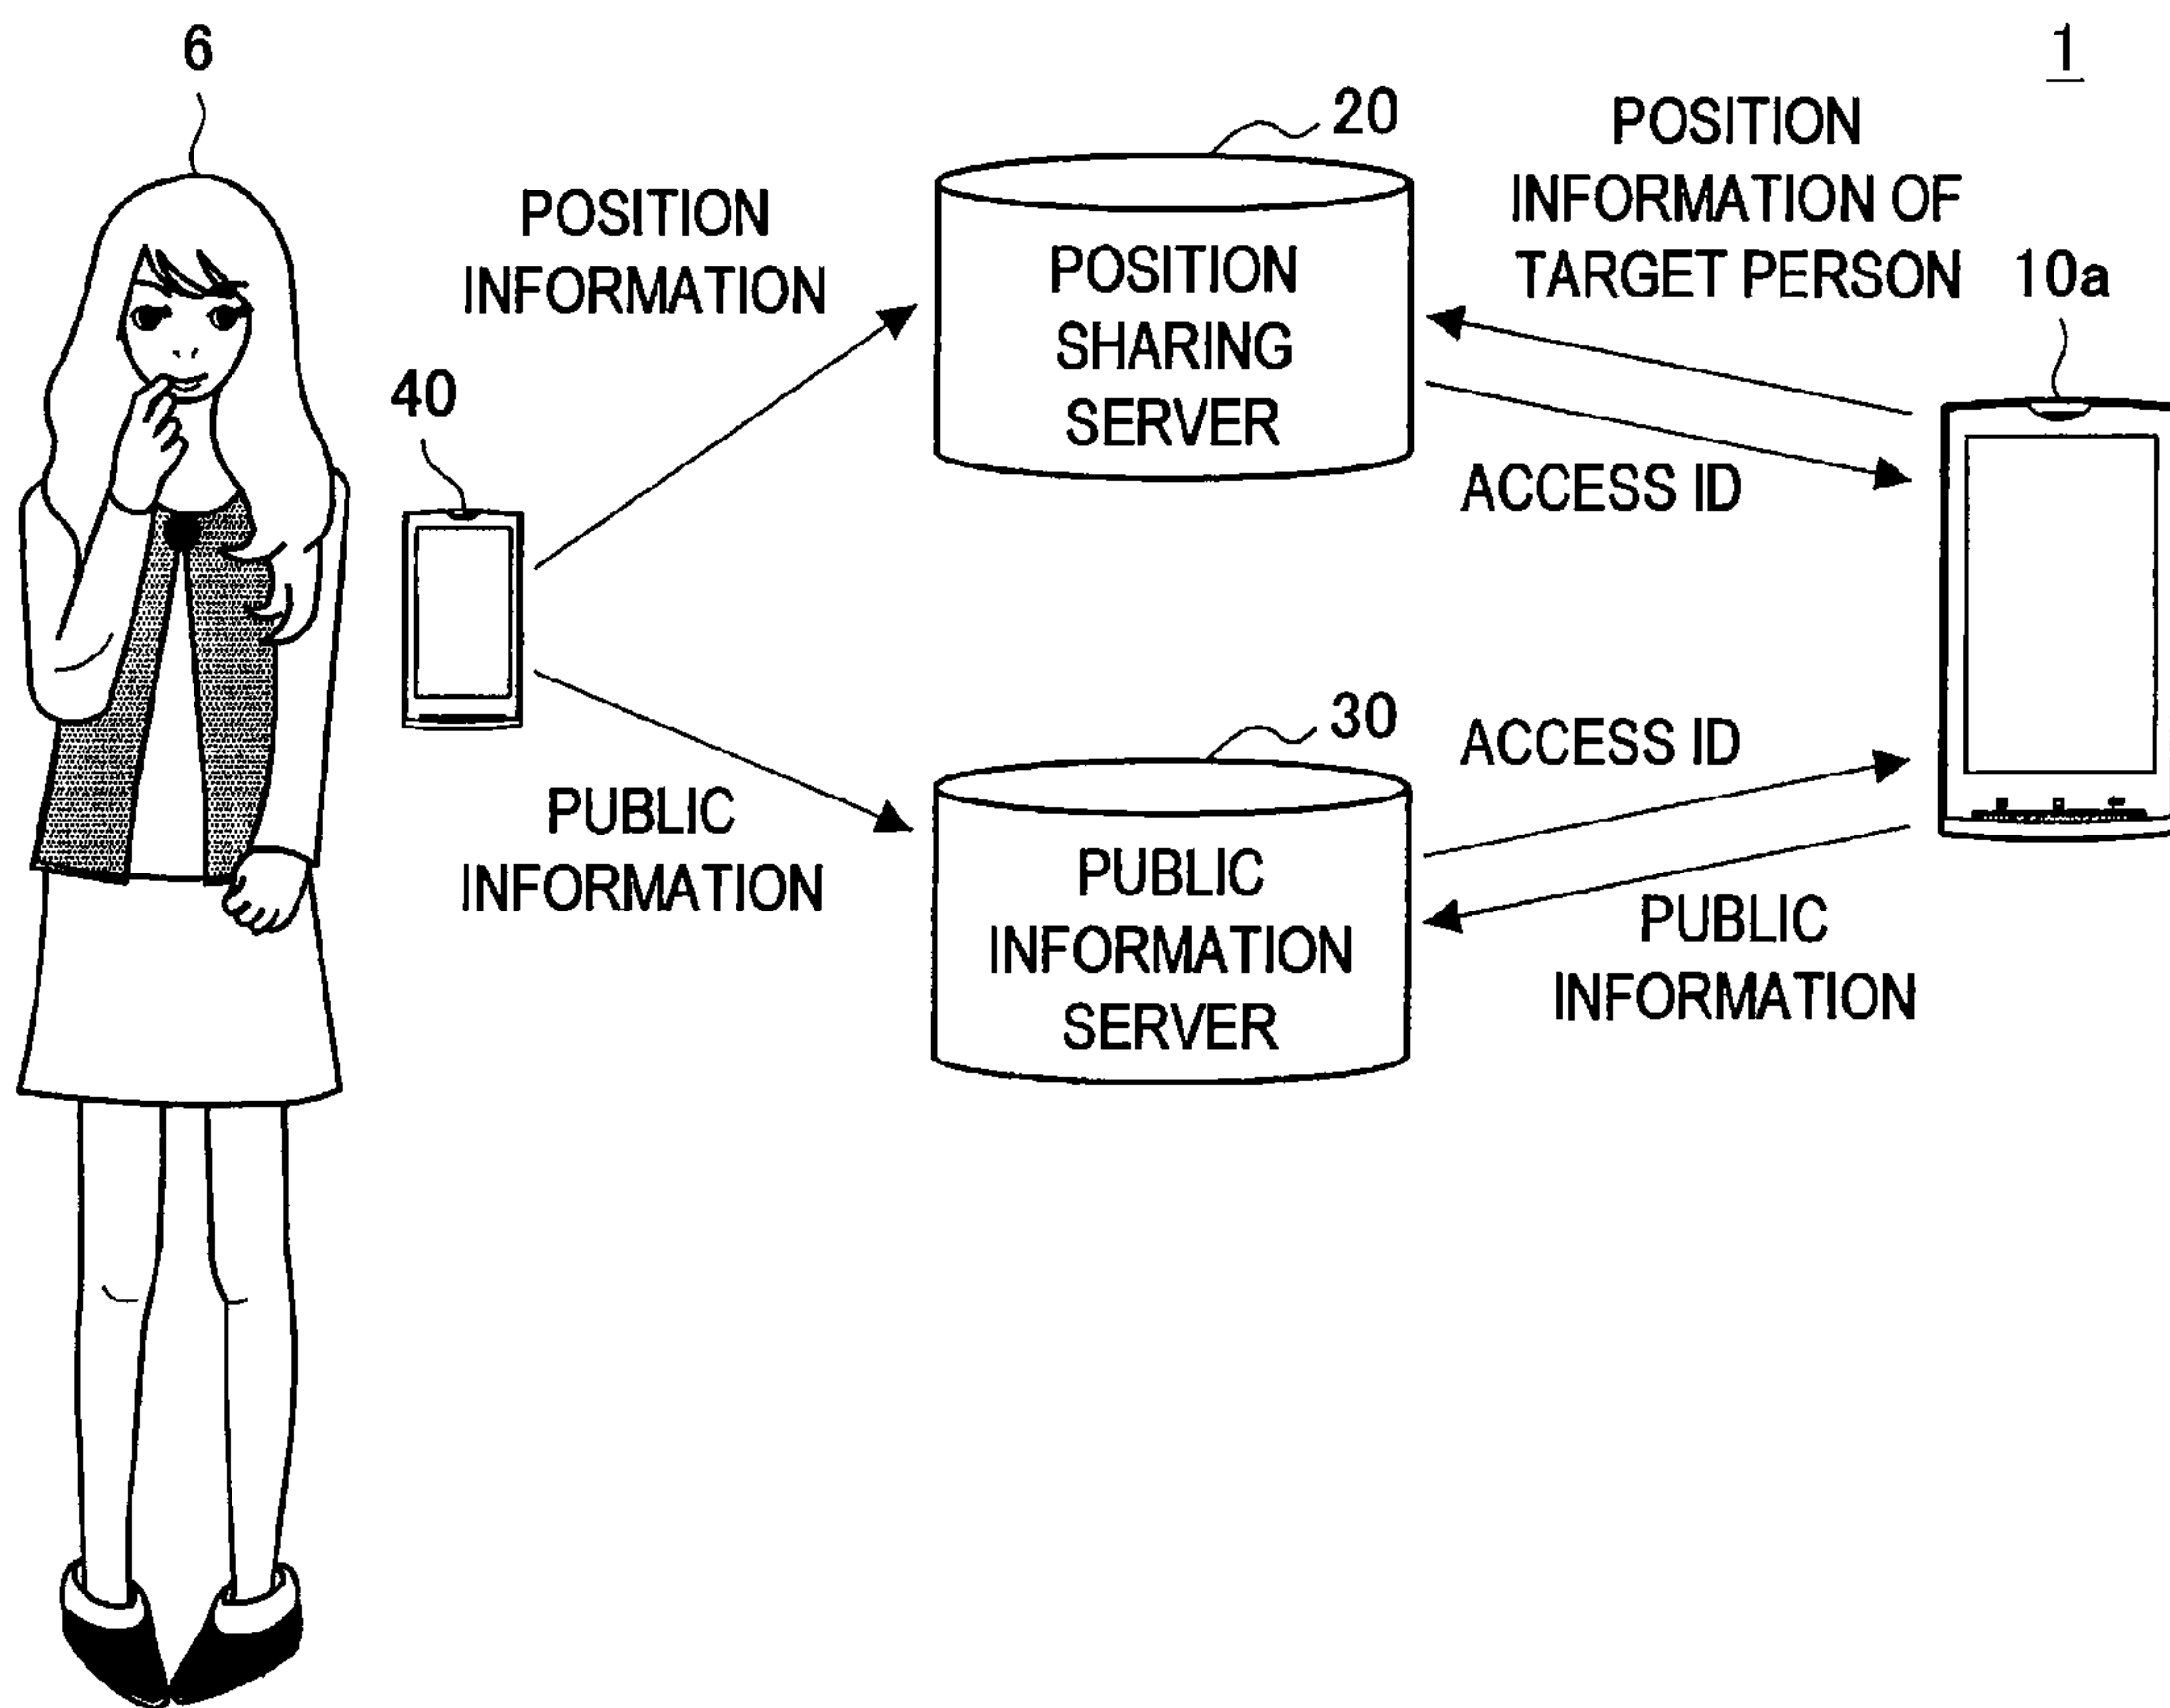 6
1
20
POSITION
INFORMATION OF
TARGET PERSON
10a
POSITION
INFORMATION
POSITION
SHARING
SERVER
40
ACCESS ID
30
ACCESS ID
PUBLIC
INFORMATION
PUBLIC
INFORMATION
SERVER
PUBLIC
INFORMATION